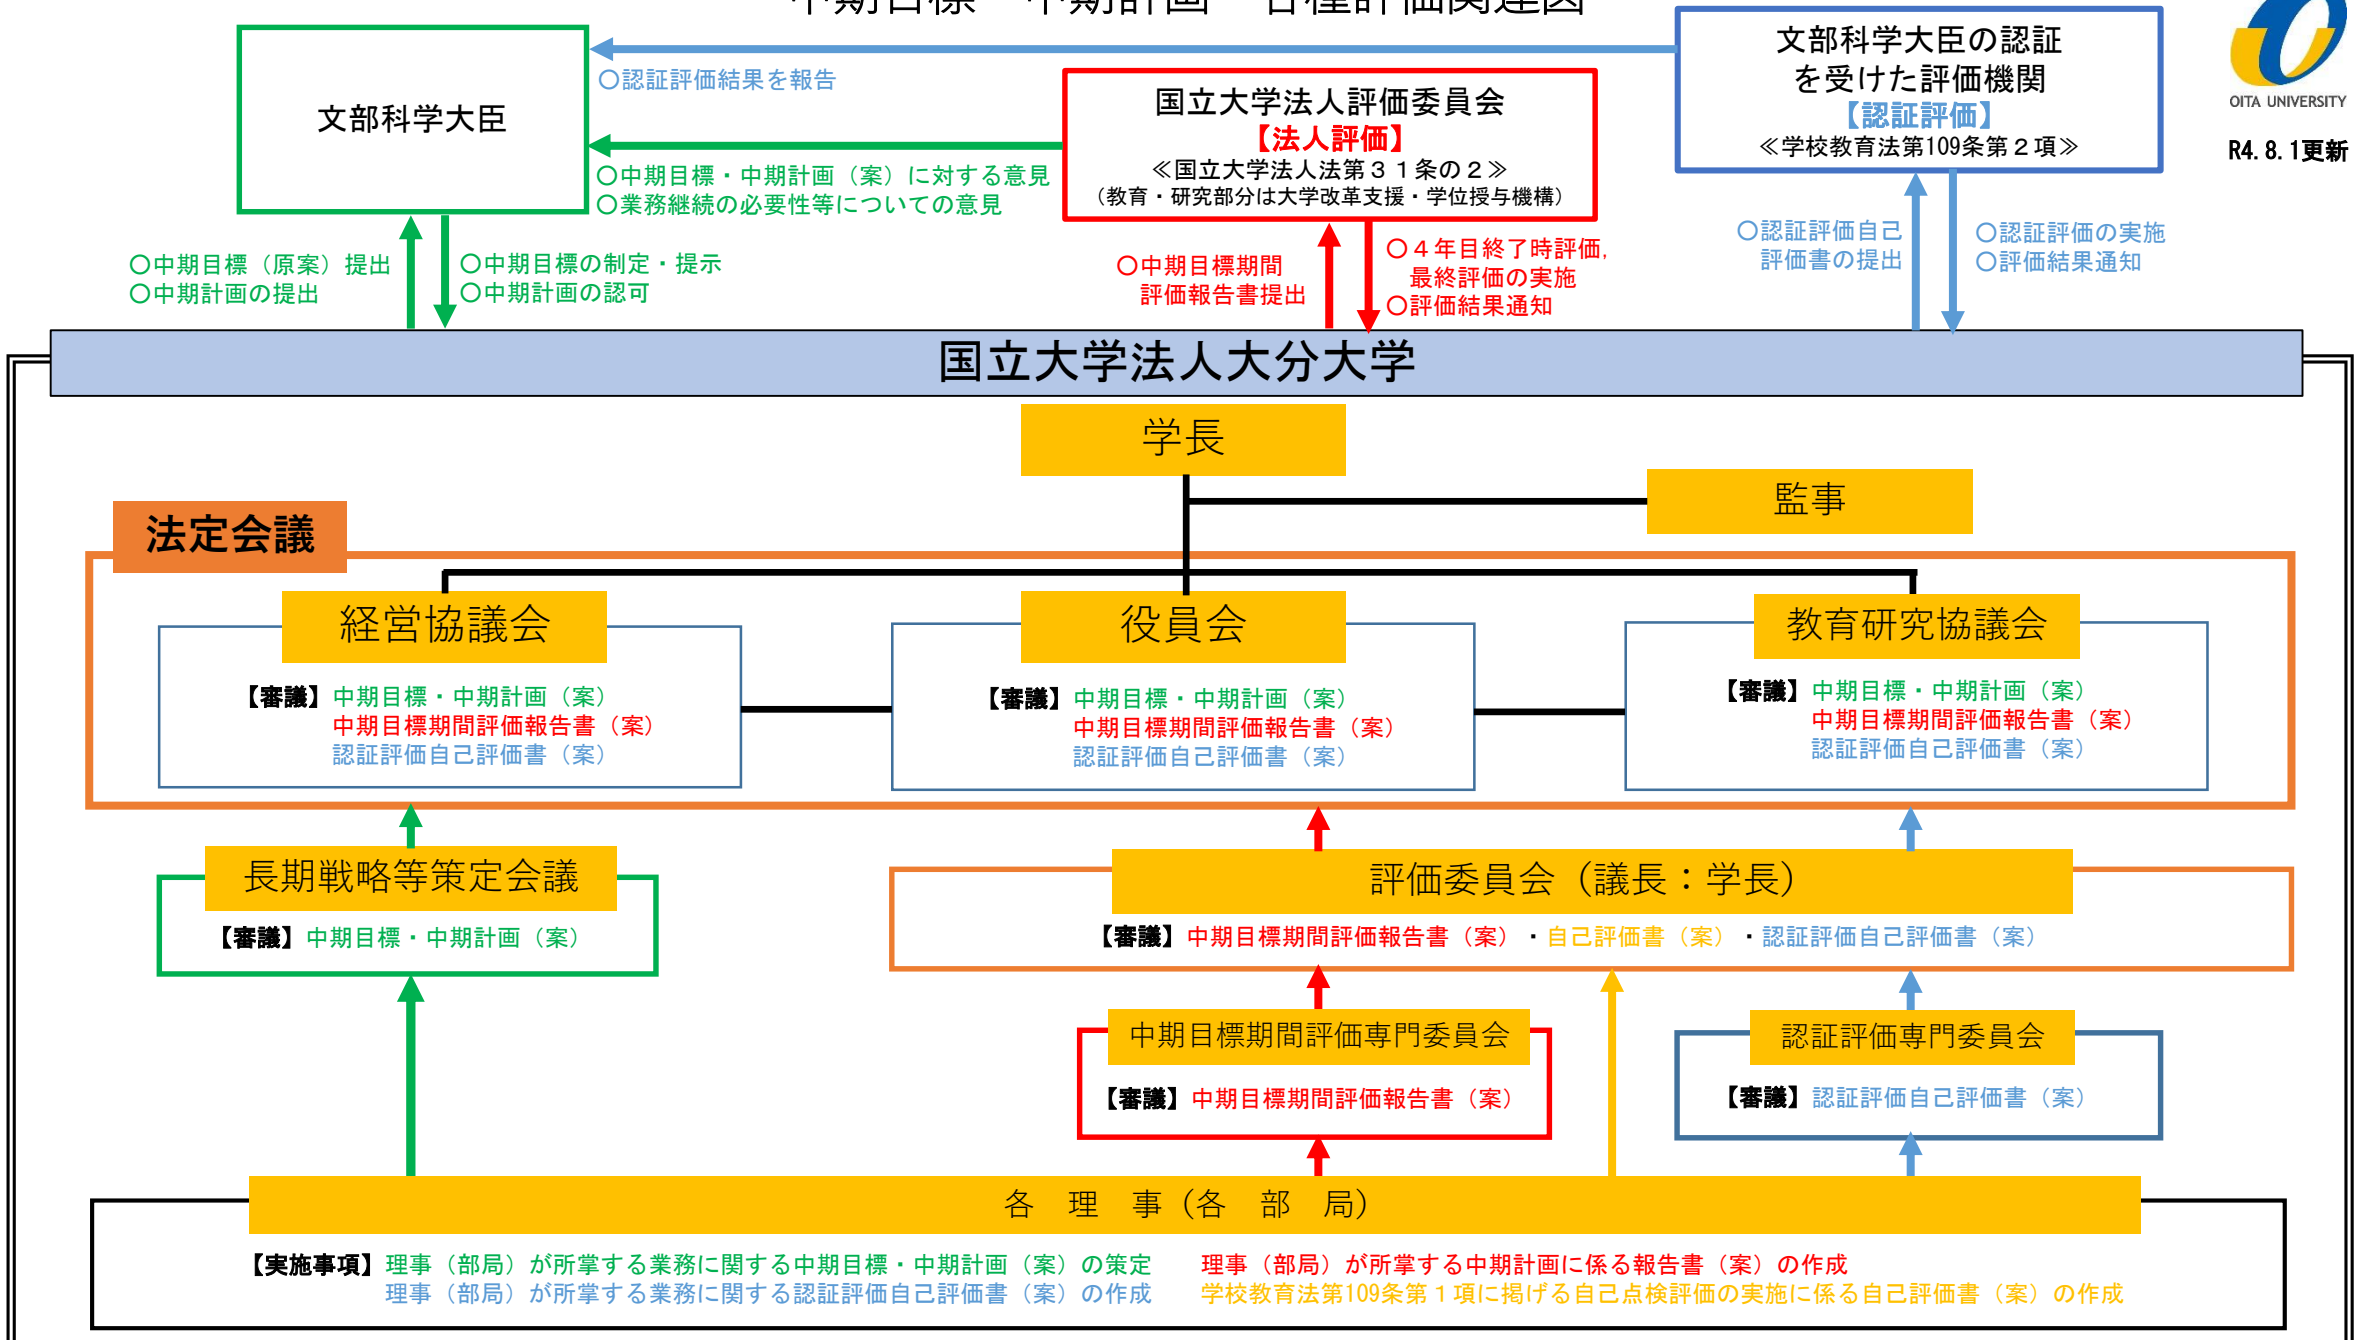 中期目標・中期計画・各種評価関連図
文部科学大臣
〇認証評価結果を報告
国立大学法人評価委員会
【法人評価】
≪国立大学法人法第３１条の２≫
（教育・研究部分は大学改革支援・学位授与機構）
文部科学大臣の認証
を受けた評価機関
【認証評価】
≪学校教育法第109条第２項≫
OITA UNIVERSITY
R4.8.1更新
〇中期目標・中期計画（案）に対する意見
〇業務継続の必要性等についての意見
〇中期目標（原案）提出
〇中期計画の提出
〇中期目標の制定・提示
〇中期計画の認可
〇中期目標期間
評価報告書提出
〇４年目終了時評価，
最終評価の実施
〇評価結果通知
〇認証評価自己
評価書の提出
〇認証評価の実施
〇評価結果通知
国立大学法人大分大学
学長
監事
法定会議
経営協議会
【審議】中期目標・中期計画（案）
中期目標期間評価報告書（案）
認証評価自己評価書（案）
役員会
【審議】中期目標・中期計画（案）
中期目標期間評価報告書（案）
認証評価自己評価書（案）
教育研究協議会
【審議】中期目標・中期計画（案）
中期目標期間評価報告書（案）
認証評価自己評価書（案）
長期戦略等策定会議
【審議】中期目標・中期計画（案）
評価委員会（議長：学長）
【審議】中期目標期間評価報告書（案）・自己評価書（案）・認証評価自己評価書（案）
中期目標期間評価専門委員会
【審議】中期目標期間評価報告書（案）
認証評価専門委員会
【審議】認証評価自己評価書（案）
各　理　事（各　部　局）
【実施事項】理事（部局）が所掌する業務に関する中期目標・中期計画（案）の策定　理事（部局）が所掌する中期計画に係る報告書（案）の作成
理事（部局）が所掌する業務に関する認証評価自己評価書（案）の作成　学校教育法第109条第１項に掲げる自己点検評価の実施に係る自己評価書（案）の作成